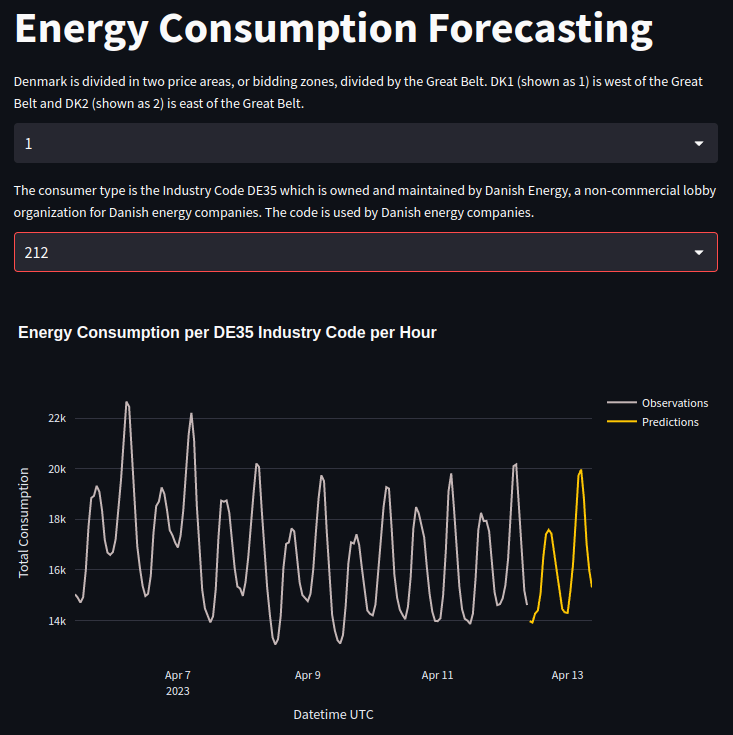 Energy Consumption Forecasting
Denmark is divided in two price areas, or bidding zones, divided by the Great Belt. DK1 (shown as 1) is west of the Great
Belt and DK2 (shown as 2) is east of the Great Belt.
1
The consumer type is the Industry Code DE35 which is owned and maintained by Danish Energy, a non-commercial lobby
organization for Danish energy companies. The code is used by Danish energy companies.
212
Energy Consumption per DE35 Industry Code per Hour
Observations
Predictions
Total Consumption
22k
20k
18k
16k
14k
Apr 7
2023
Apr 9
Apr 11
Apr 13
Datetime UTC